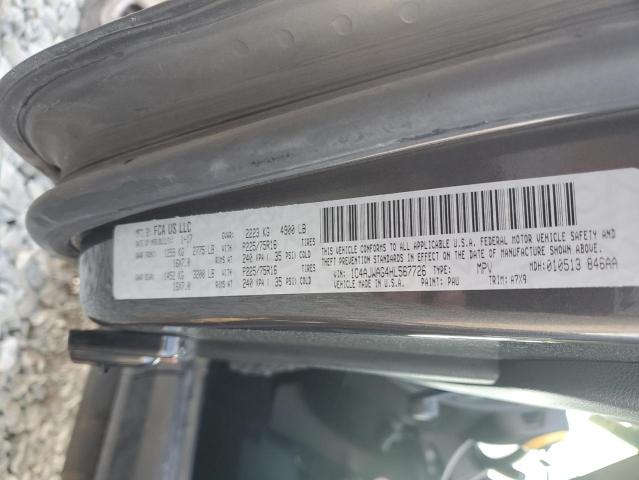 MFD BY FCA US LLC GVWR: 2223 KG 4900 LB
DATE OF MFR 1-17
GAWR FRONT 1259 KG 2775 LB WITH P225/75R16 TIRES
16X7.0 RIMS AT 240 KPA ( 35 PSI) COLD
GAWR REAR 1452 KG 3200 LB WITH P225/75R16 TIRES
16X7.0 240 KPA ( 35 PSI) COLD
THIS VEHICLE CONFORMS TO ALL APPLICABLE U.S.A. FEDERAL MOTOR VEHICLE SAFETY AND
THEFT PREVENTION STANDARDS IN EFFECT ON THE DATE OF MANUFACTURE SHOWN ABOVE
VIN: 1C4AJWAG4HL567726 TYPE: MPV MDH: 010513 846AA
VEHICLE MADE IN U.S.A. PAINT: PAU TRIM: A7X9